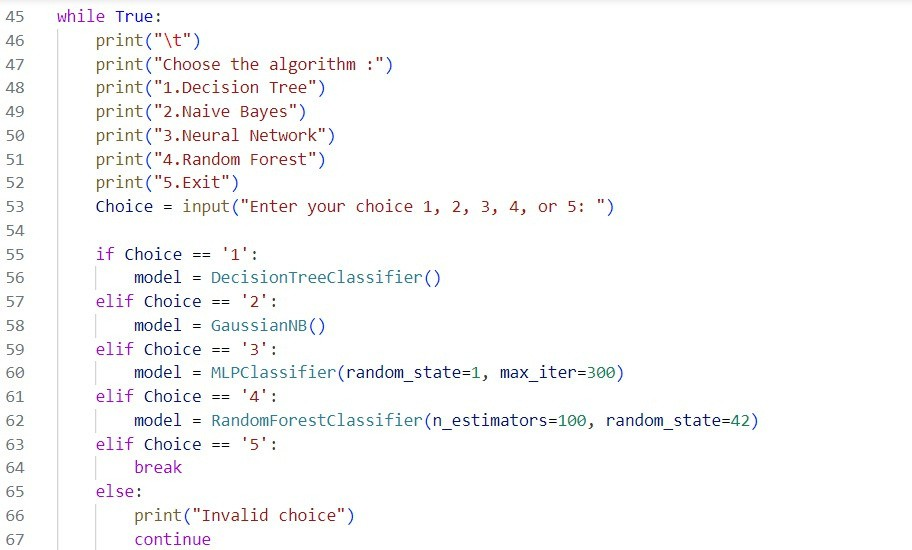 45 while True:
46     print("\t")
47     print("Choose the algorithm :")
48     print("1.Decision Tree")
49     print("2.Naive Bayes")
50     print("3.Neural Network")
51     print("4.Random Forest")
52     print("5.Exit")
53     Choice = input("Enter your choice 1, 2, 3, 4, or 5: ")
54
55     if Choice == '1':
56         model = DecisionTreeClassifier()
57     elif Choice == '2':
58         model = GaussianNB()
59     elif Choice == '3':
60         model = MLPClassifier(random_state=1, max_iter=300)
61     elif Choice == '4':
62         model = RandomForestClassifier(n_estimators=100, random_state=42)
63     elif Choice == '5':
64         break
65     else:
66         print("Invalid choice")
67         continue